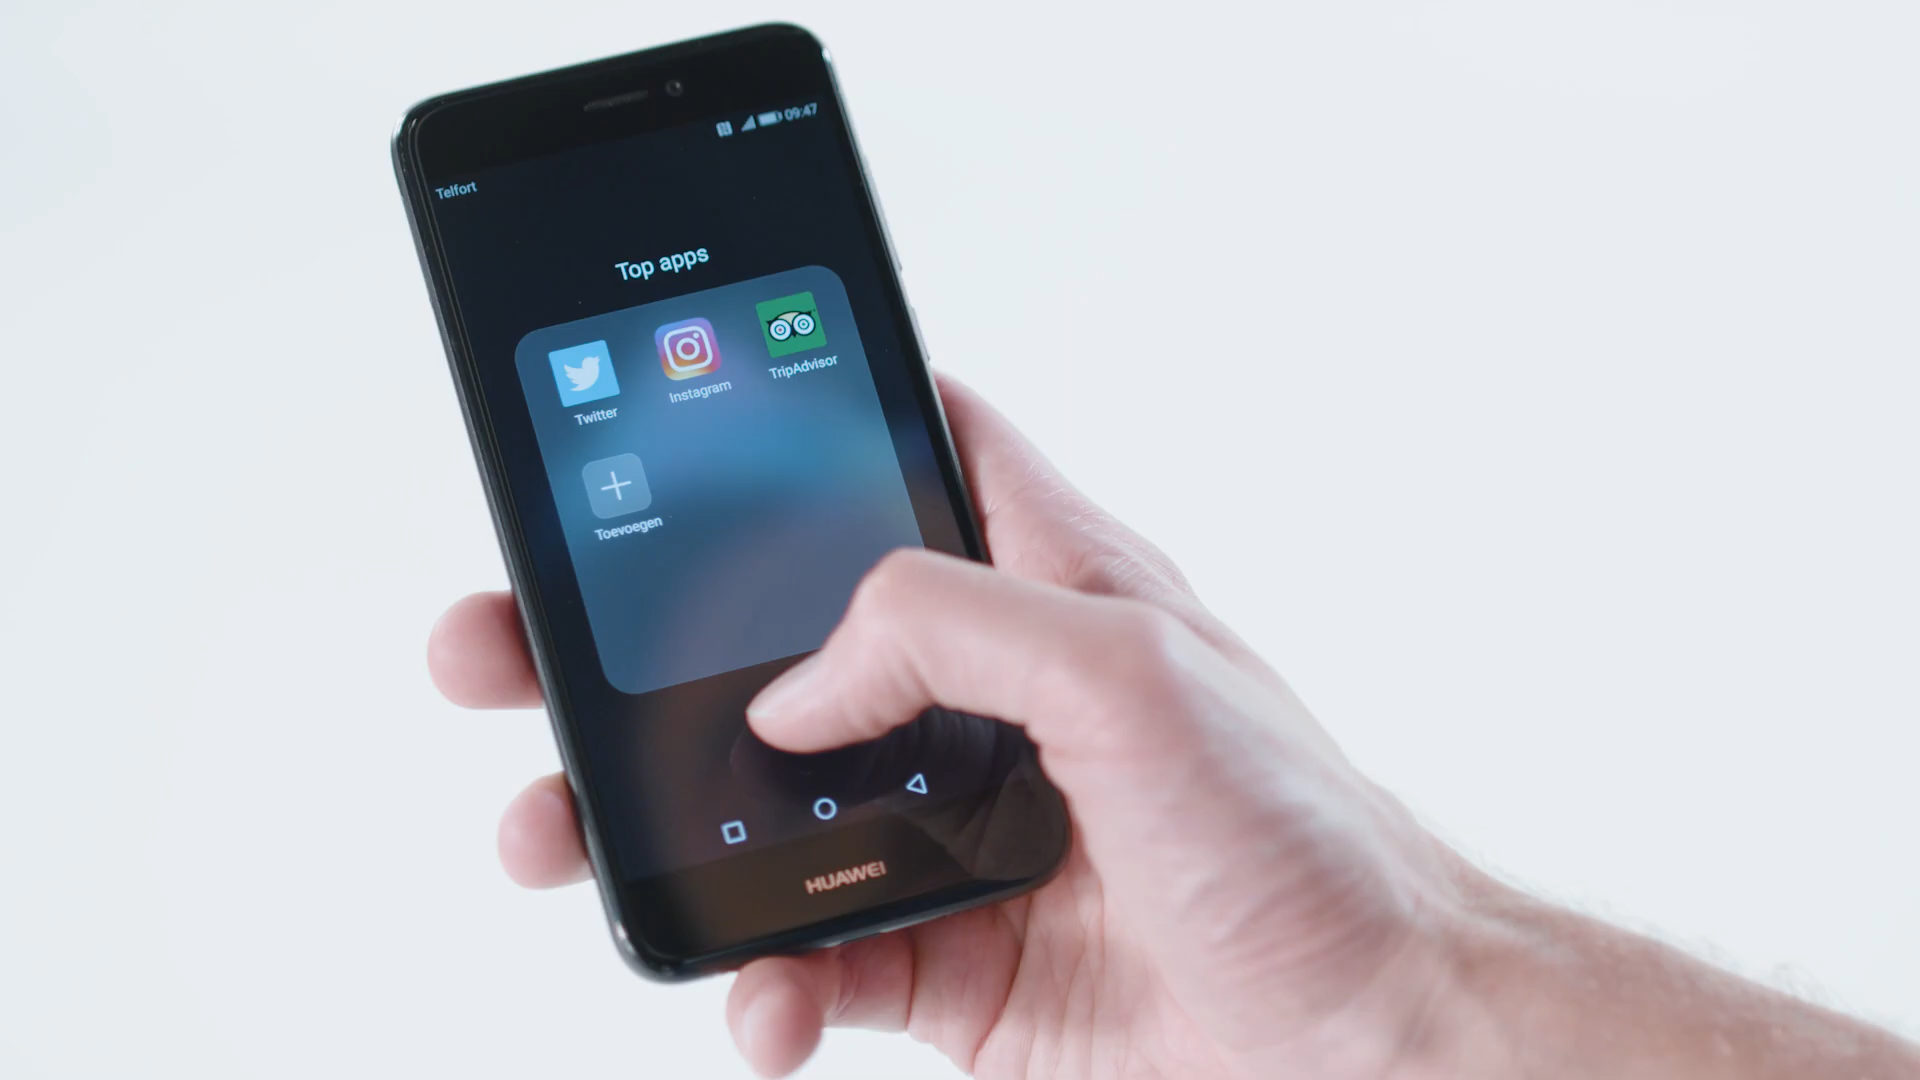 09:47
Telfort
Top apps
Twitter
Instagram
TripAdvisor
Toevoegen
HUAWEI